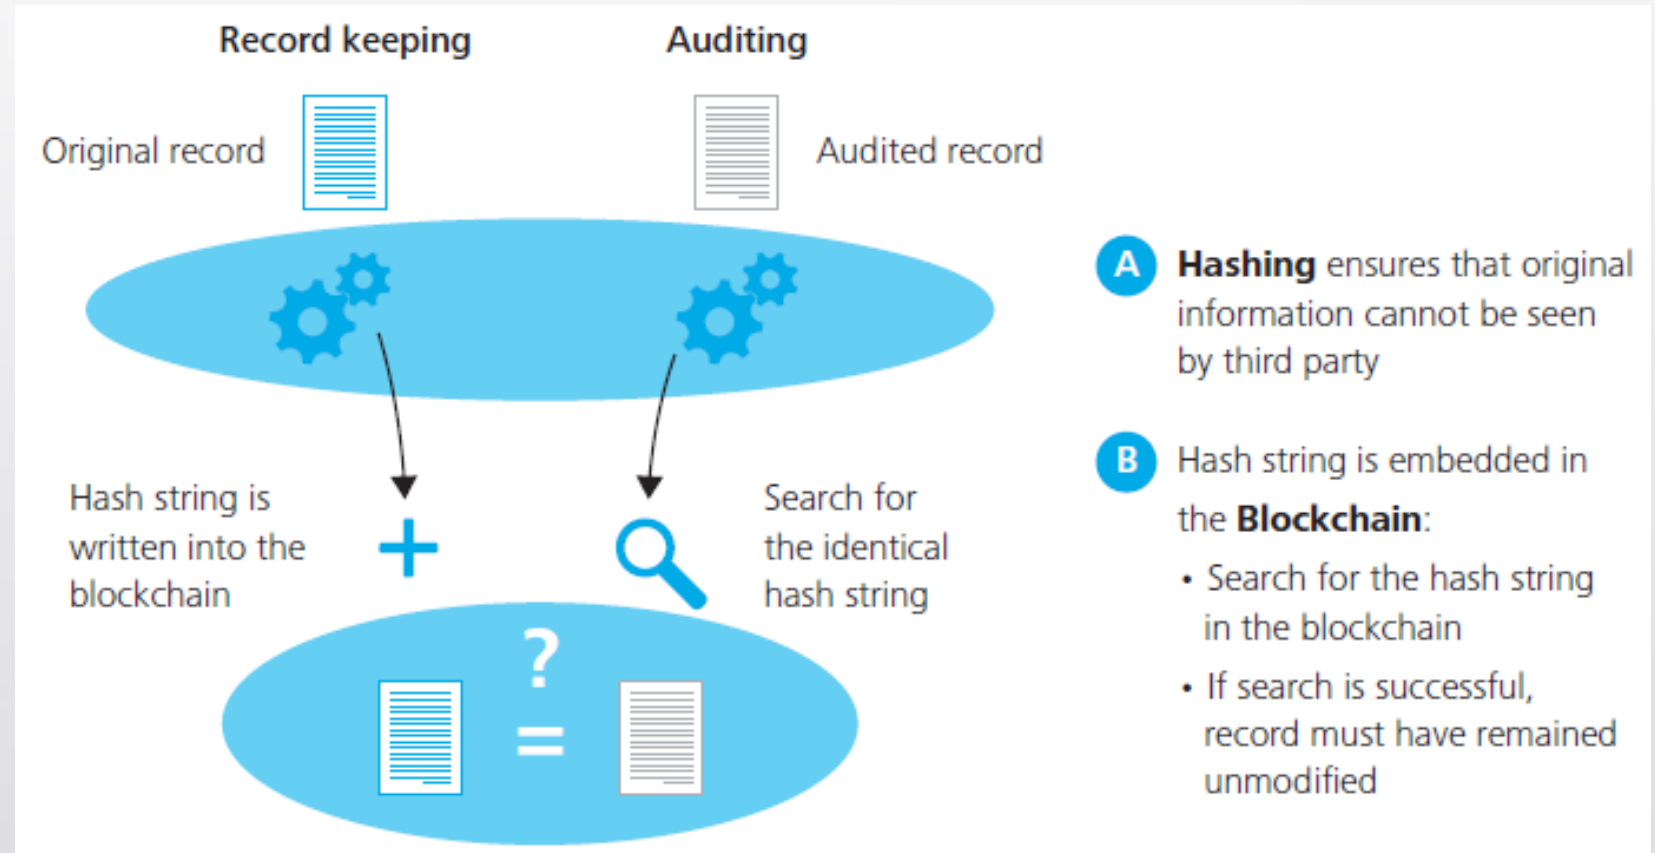 Record keeping
Auditing
Original record
Audited record
A
Hashing ensures that original
information cannot be seen
by third party
Hash string is
written into the
blockchain
+
Search for
the identical
hash string
B
Hash string is embedded in
the Blockchain:
• Search for the hash string
in the blockchain
• If search is successful,
record must have remained
unmodified
?
=